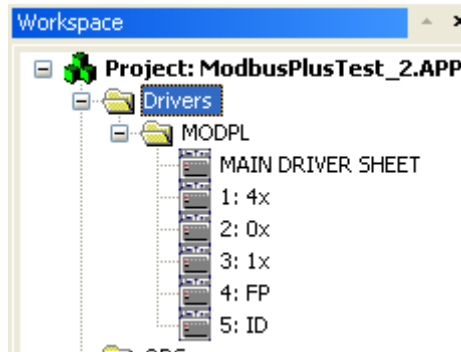 Workspace
Project: ModbusPlusTest_2.APP
Drivers
MODPL
MAIN DRIVER SHEET
1: 4x
2: 0x
3: 1x
4: FP
5: ID